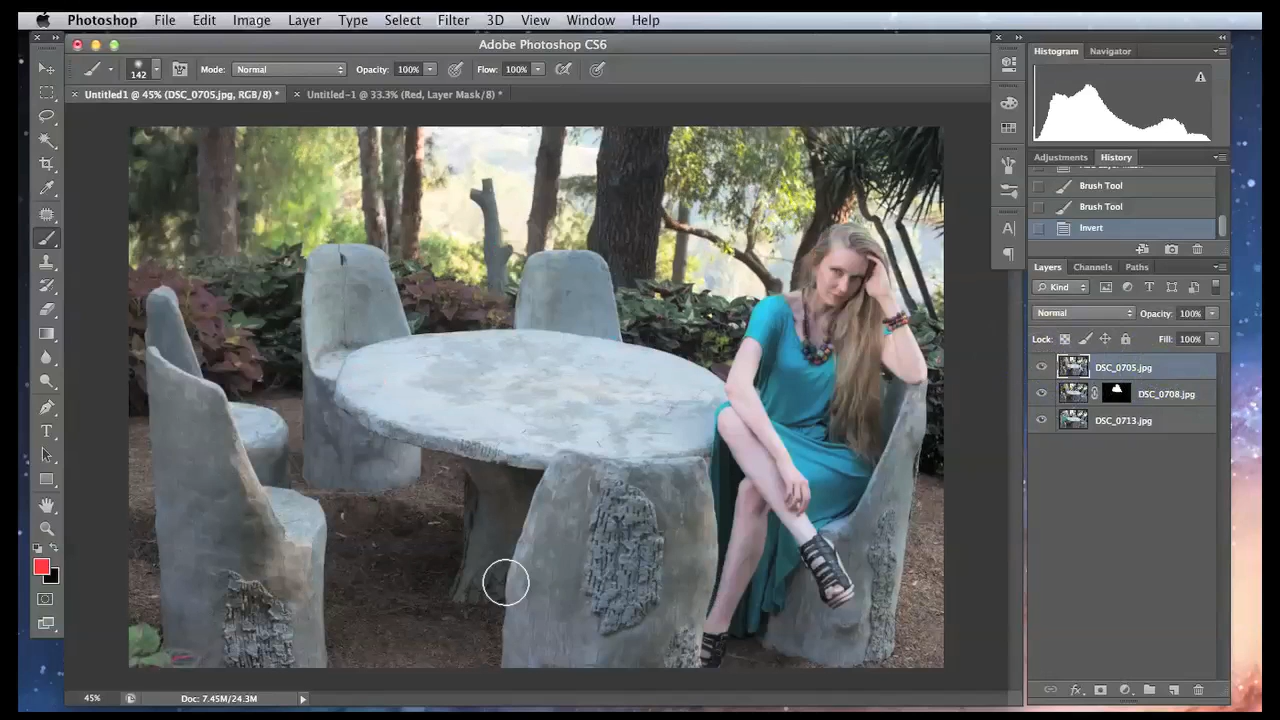 Photoshop File Edit Image Layer Type Select Filter 3D View Window Help
Adobe Photoshop CS6
142 Mode: Normal Opacity: 100% Flow: 100%
Untitled1 @ 45% (DSC_0705.jpg, RGB/8) * Untitled-1 @ 33.3% (Red, Layer Mask/8) *
Histogram Navigator
Adjustments History
Brush Tool
Brush Tool
Invert
Layers Channels Paths
Kind
Normal Opacity: 100%
Lock: Fill: 100%
DSC_0705.jpg
DSC_0708.jpg
DSC_0713.jpg
45% Doc: 7.45M/24.3M